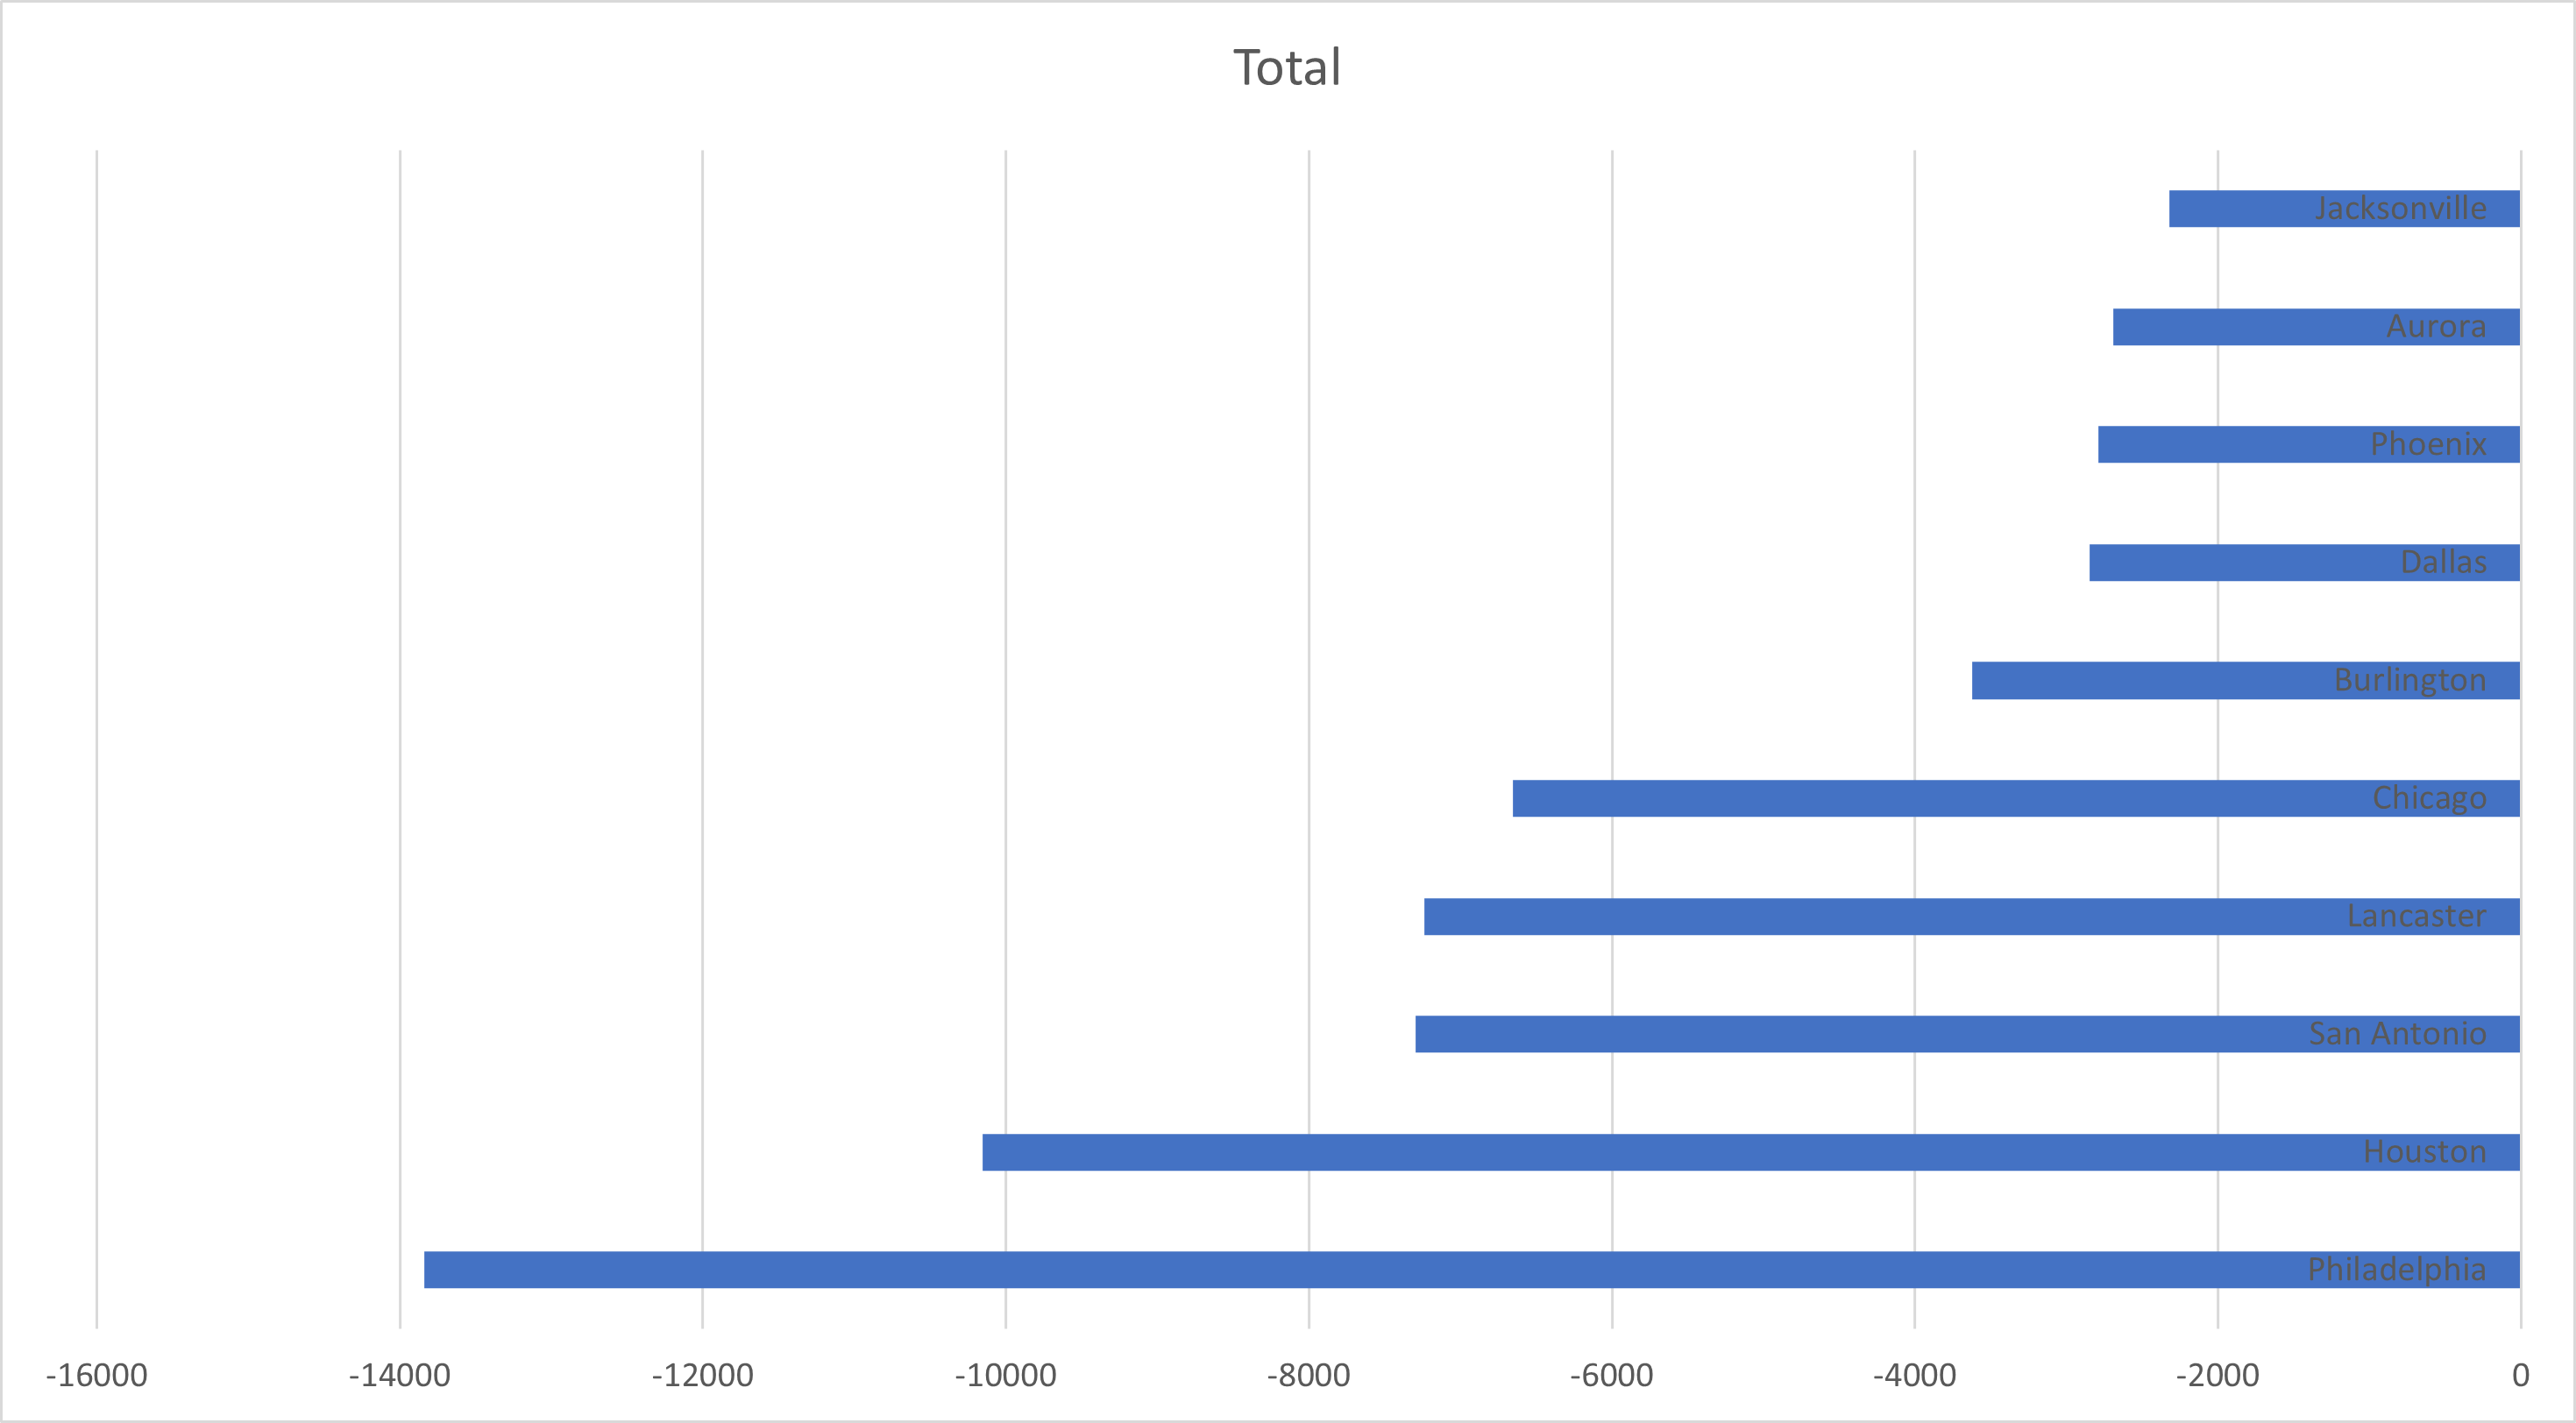 Total
Jacksonville
Aurora
Phoenix
Dallas
Burlington
Chicago
Lancaster
San Antonio
Houston
Philadelphia
-16000 -14000 -12000 -10000 -8000 -6000 -4000 -2000 0